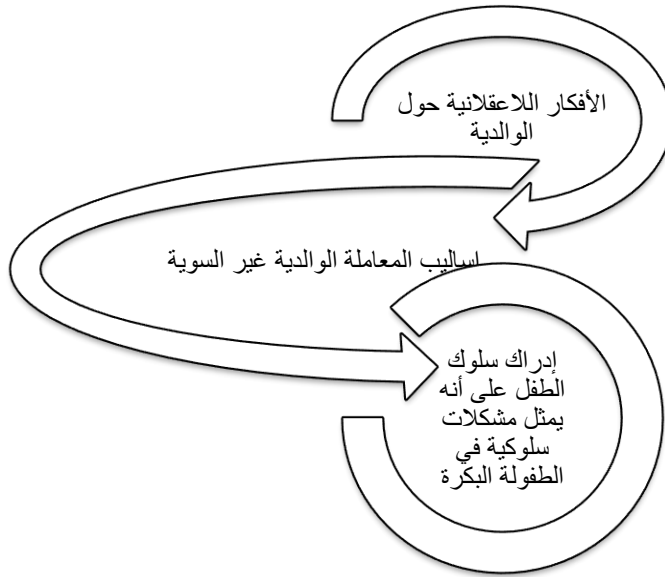 الأفكار اللاعقلانية حول
الوالدية
اساليب المعاملة الوالدية غير السوية
إدراك سلوك
الطفل على أنه
يمثل مشكلات
سلوكية في
الطفولة البكرة